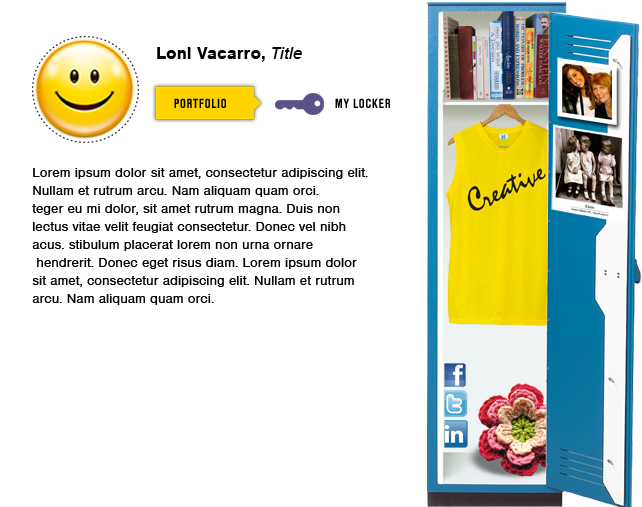 Loni Vacarro, Title
PORTFOLIO
MY LOCKER
Lorem ipsum dolor sit amet, consectetur adipiscing elit.
Nullam et rutrum arcu. Nam aliquam quam orci.
teger eu mi dolor, sit amet rutrum magna. Duis non
lectus vitae velit feugiat consectetur. Donec vel nibh
acus. stibulum placerat lorem non urna ornare
hendrerit. Donec eget risus diam. Lorem ipsum dolor
sit amet, consectetur adipiscing elit. Nullam et rutrum
arcu. Nam aliquam quam orci.
Creative
f
t
in